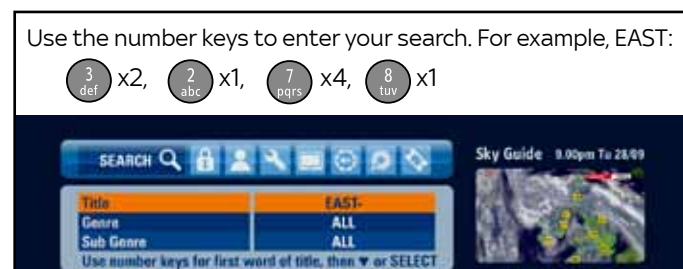 Use the number keys to enter your search. For example, EAST:
3 def x2, 2 abc x1, 7 pqrs x4, 8 tuv x1
SEARCH Sky Guide 9.00pm Tu 28/09
Title EAST-
Genre ALL
Sub Genre ALL
Use number keys for first word of title, then ▼ or SELECT